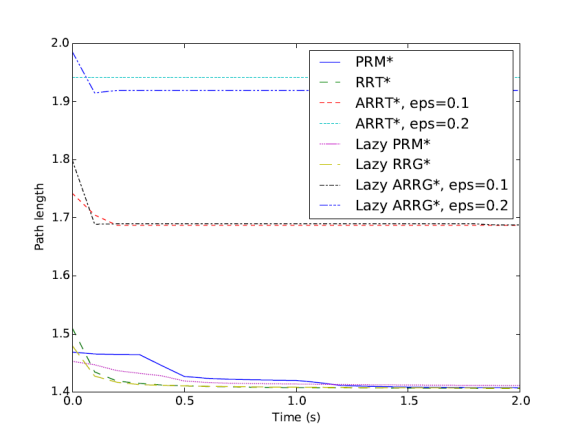 2.0
1.9
1.8
1.7
1.6
1.5
1.4
Path length
PRM*
RRT*
ARRT*, eps=0.1
ARRT*, eps=0.2
Lazy PRM*
Lazy RRG*
Lazy ARRG*, eps=0.1
Lazy ARRG*, eps=0.2
0.0 0.5 1.0 1.5 2.0
Time (s)